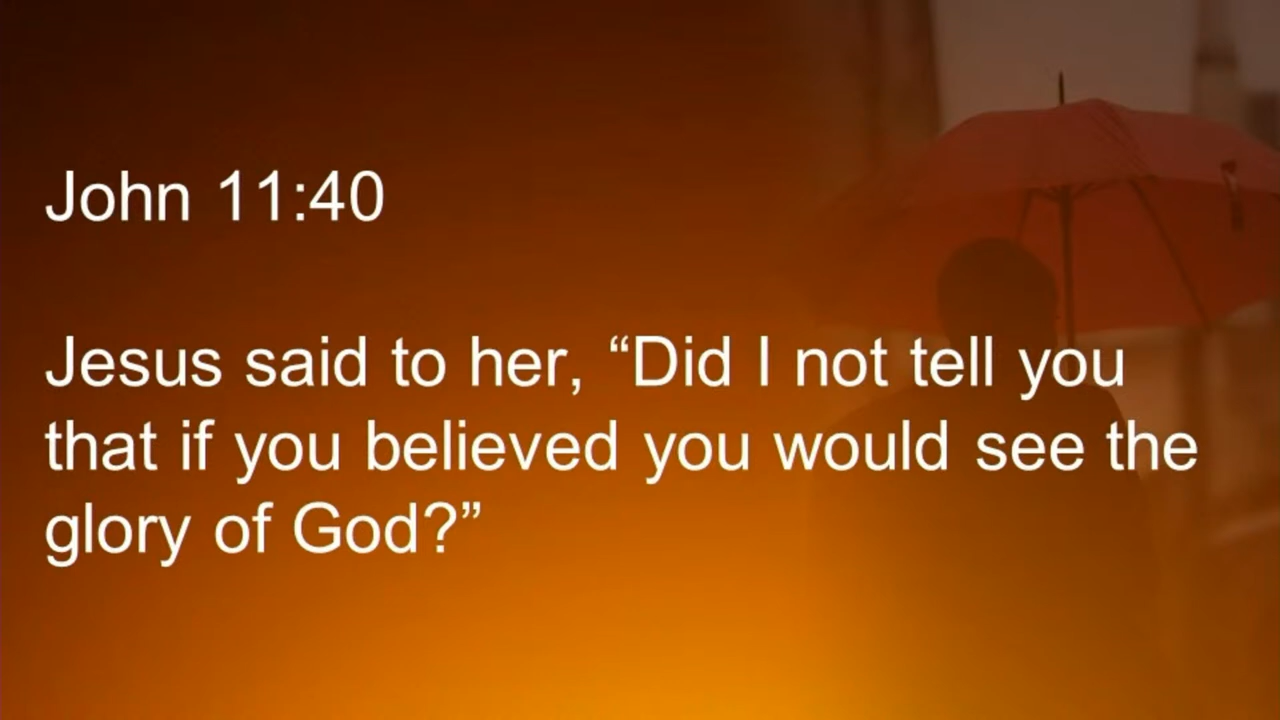 John 11:40
Jesus said to her, “Did I not tell you
that if you believed you would see the
glory of God?”